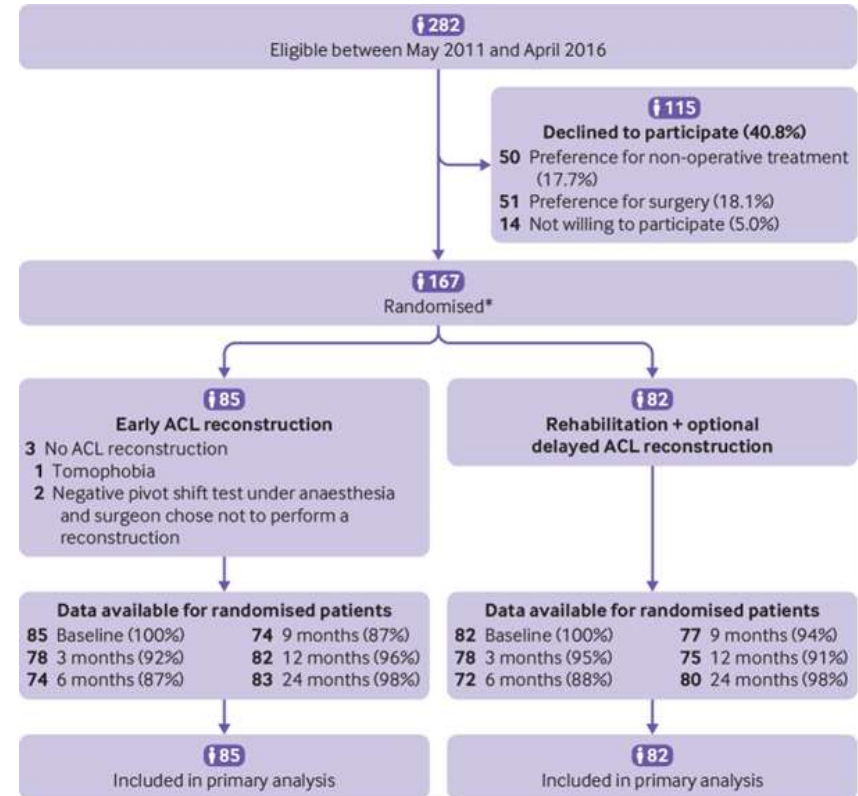 282
Eligible between May 2011 and April 2016
115
Declined to participate (40.8%)
50 Preference for non-operative treatment
(17.7%)
51 Preference for surgery (18.1%)
14 Not willing to participate (5.0%)
167
Randomised*
85
Early ACL reconstruction
3 No ACL reconstruction
1 Tomophobia
2 Negative pivot shift test under anaesthesia
and surgeon chose not to perform a
reconstruction
82
Rehabilitation + optional
delayed ACL reconstruction
Data available for randomised patients
85 Baseline (100%) 74 9 months (87%)
78 3 months (92%) 82 12 months (96%)
74 6 months (87%) 83 24 months (98%)
Data available for randomised patients
82 Baseline (100%) 77 9 months (94%)
78 3 months (95%) 75 12 months (91%)
72 6 months (88%) 80 24 months (98%)
85
Included in primary analysis
82
Included in primary analysis